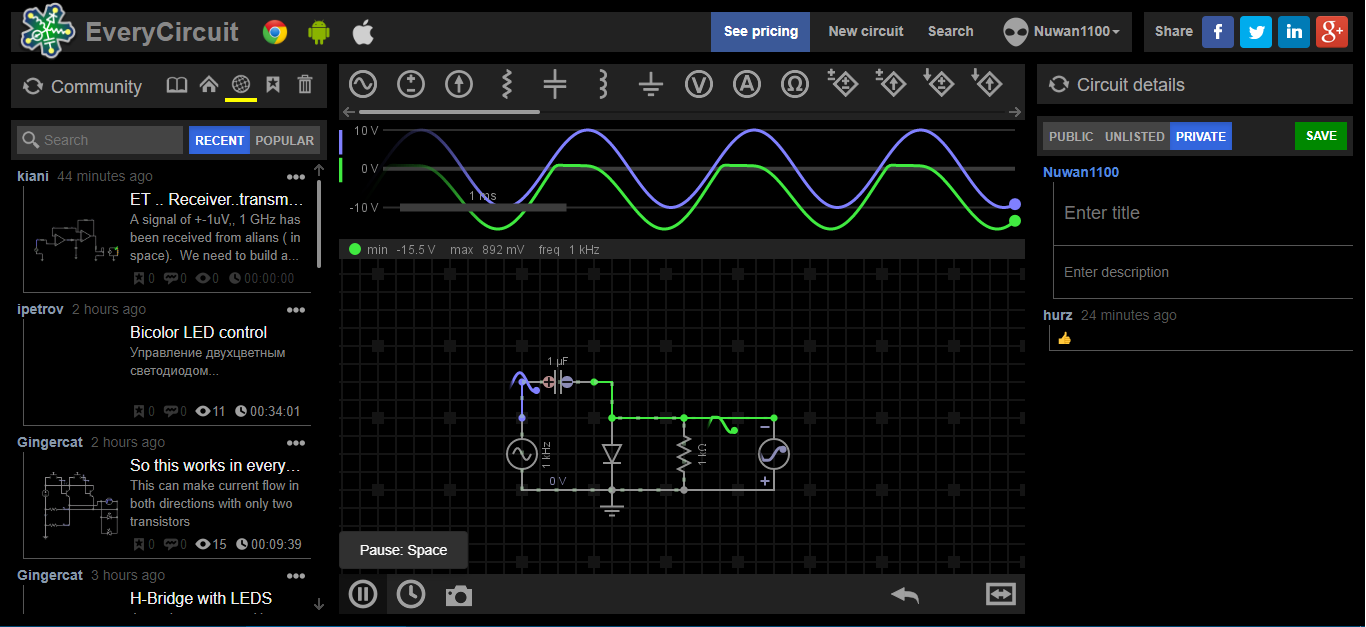 EveryCircuit
See pricing
New circuit
Search
Nuwan1100
Share
Community
Circuit details
Search
RECENT
POPULAR
kiani 44 minutes ago
ET .. Receiver..transm...
A signal of +-1uV,, 1 GHz has
been received from alians ( in
space). We need to build a...
0 0 0 00:00:00
ipetrov 2 hours ago
Bicolor LED control
Управление двухцветным
светодиодом...
0 0 11 00:34:01
Gingercat 2 hours ago
So this works in every...
This can make current flow in
both directions with only two
transistors
0 0 15 00:09:39
Gingercat 3 hours ago
H-Bridge with LEDS
V
A
Ω
10 V
0 V
-10 V
1 ms
min -15.5 V max 892 mV freq 1 kHz
1 µF
1 kHz
1 kΩ
0 V
Pause: Space
PUBLIC
UNLISTED
PRIVATE
SAVE
Nuwan1100
Enter title
Enter description
hurz 24 minutes ago